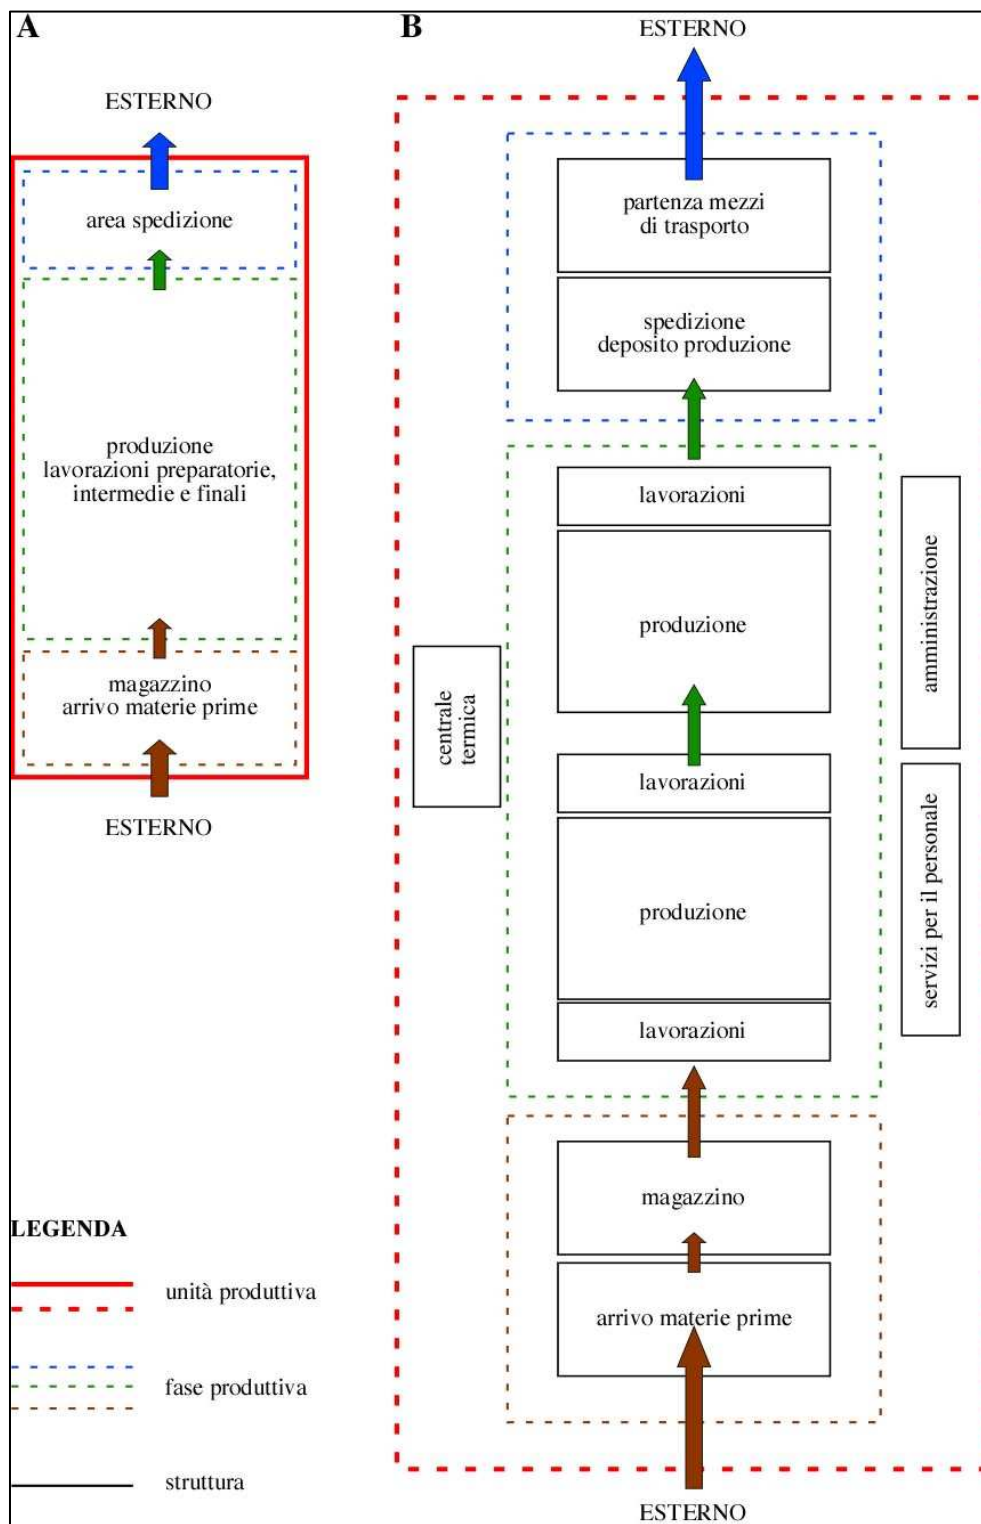 A
ESTERNO
area spedizione
produzione
lavorazioni preparatorie,
intermedie e finali
magazzino
arrivo materie prime
ESTERNO
LEGENDA
unità produttiva
fase produttiva
struttura
B
ESTERNO
partenza mezzi
di trasporto
spedizione
deposito produzione
lavorazioni
produzione
amministrazione
centrale
termica
lavorazioni
produzione
servizi per il personale
lavorazioni
magazzino
arrivo materie prime
ESTERNO